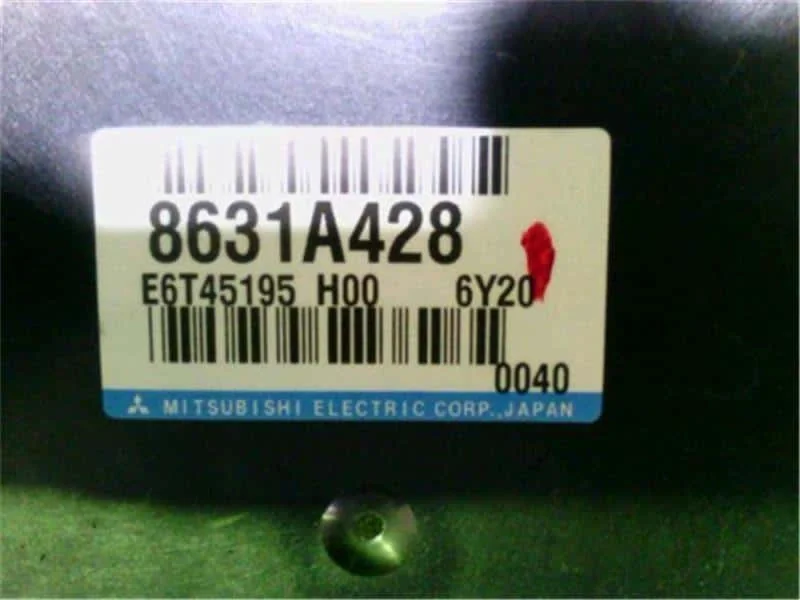 8631A428
E6T45195 H00 6Y20
0040
MITSUBISHI ELECTRIC CORP., JAPAN